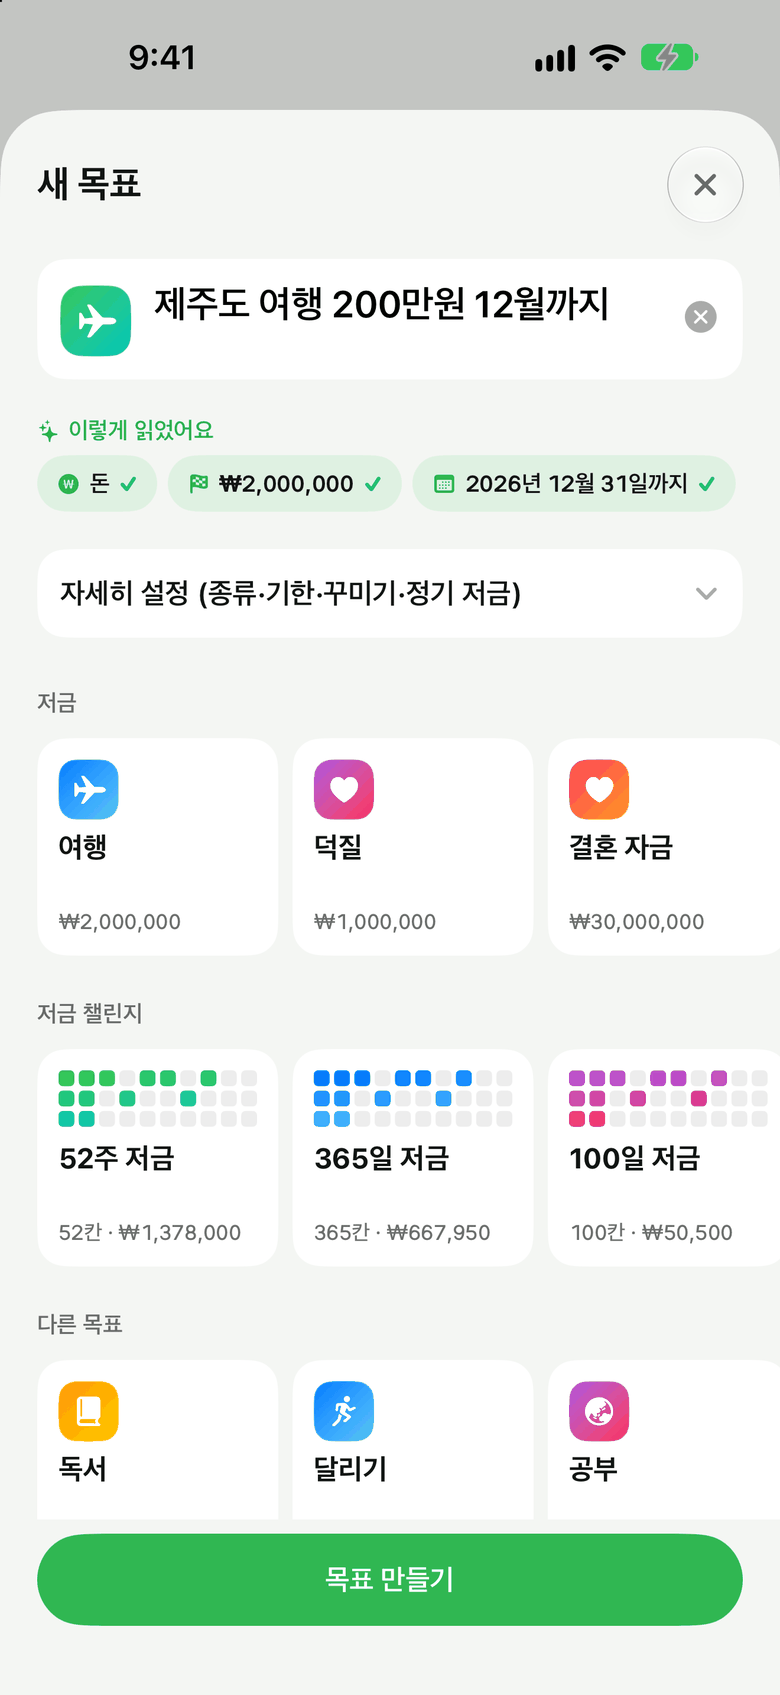 9:41
새 목표
제주도 여행 200만원 12월까지
이렇게 읽었어요
돈
₩2,000,000
2026년 12월 31일까지
자세히 설정 (종류·기한·꾸미기·정기 저금)
저금
여행
₩2,000,000
덕질
₩1,000,000
결혼 자금
₩30,000,000
저금 챌린지
52주 저금
52칸 · ₩1,378,000
365일 저금
365칸 · ₩667,950
100일 저금
100칸 · ₩50,500
다른 목표
독서
달리기
공부
목표 만들기